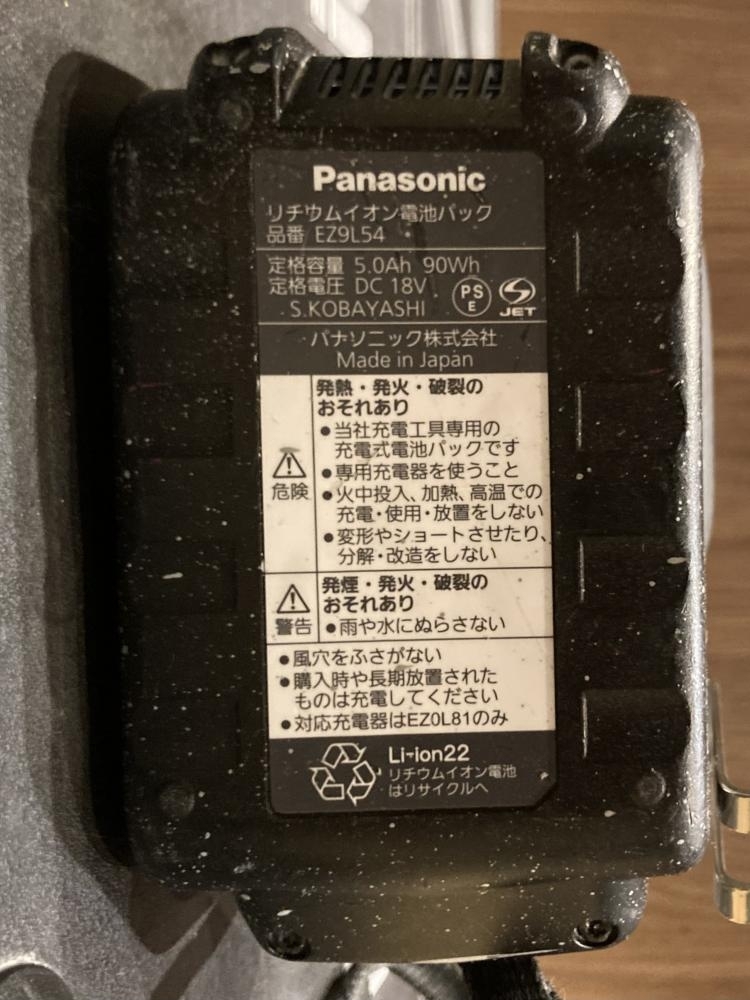 Panasonic
リチウムイオン電池パック
品番 EZ9L54
定格容量 5.0Ah 90Wh
定格電圧 DC 18V
S.KOBAYASHI
PS
E
JET
パナソニック株式会社
Made in Japan
危険
発熱・発火・破裂の
おそれあり
●当社充電工具専用の
充電式電池パックです
●専用充電器を使うこと
●火中投入、加熱、高温での
充電・使用・放置をしない
●変形やショートさせたり、
分解・改造をしない
警告
発煙・発火・破裂の
おそれあり
●雨や水にぬらさない
●風穴をふさがない
●購入時や長期放置された
ものは充電してください
●対応充電器はEZ0L81のみ
Li-ion22
リチウムイオン電池
はリサイクルへ